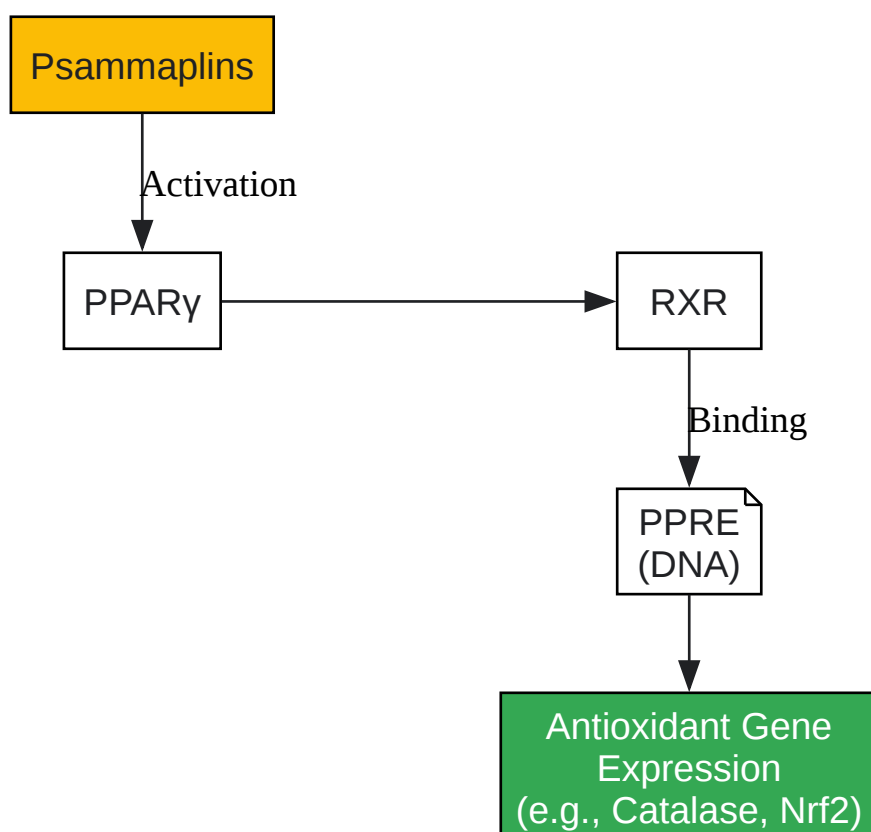 Psammaplins
Activation
PPARγ
RXR
Binding
PPRE
(DNA)
Antioxidant Gene
Expression
(e.g., Catalase, Nrf2)